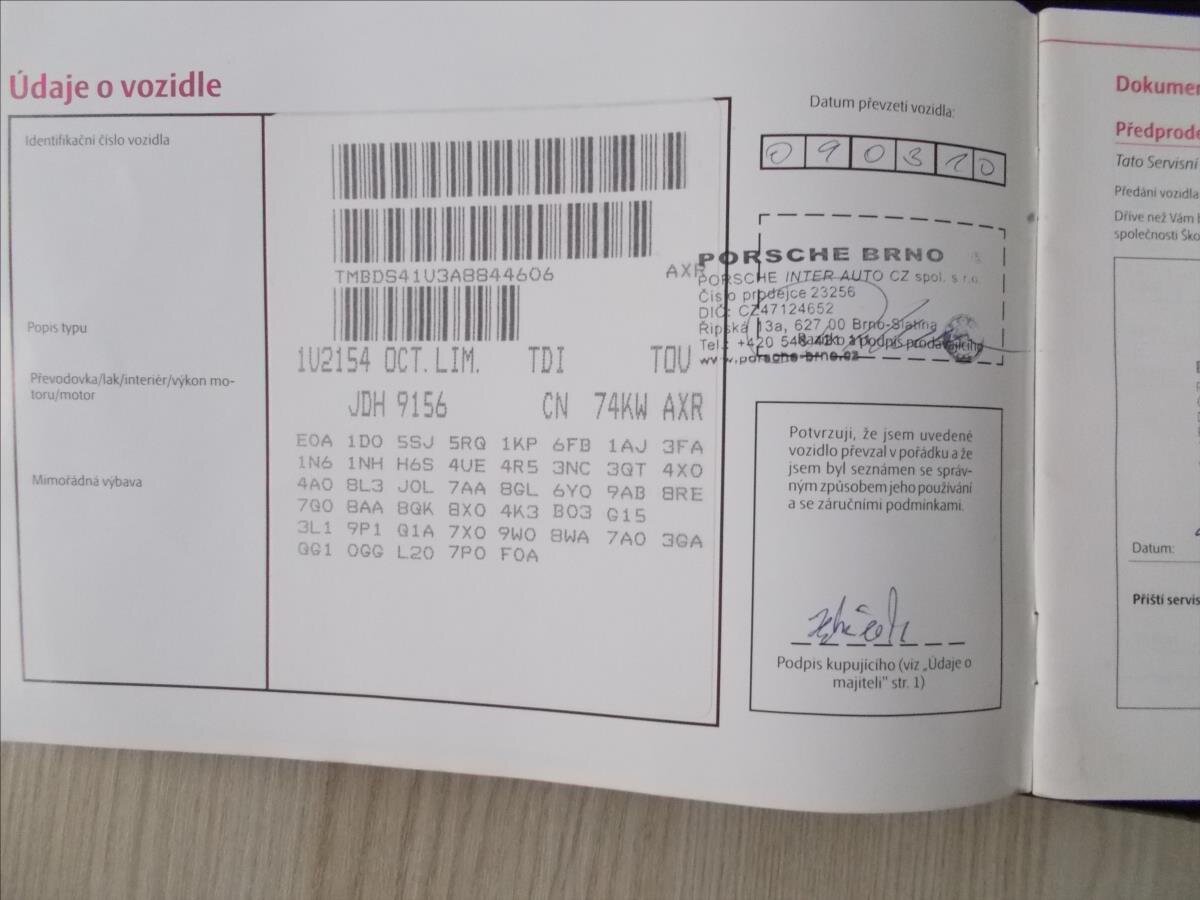 Údaje o vozidle
Identifikační číslo vozidla
TMBDS41U3A8844606 AXR
Popis typu
1U2154 OCT.LIM. TDI TOU
Převodovka/lak/interiér/výkon mo-
toru/motor
JDH 9156 CN 74KW AXR
Mimořádná výbava
E0A 1D0 5SJ 5RQ 1KP 6FB 1AJ 3FA
1N6 1NH H6S 4UE 4R5 3NC 3QT 4X0
4A0 8L3 J0L 7AA 8GL 6Y0 9AB 8RE
7Q0 8AA 8QK 8X0 4K3 B03 G15
3L1 9P1 Q1A 7X0 9W0 8WA 7A0 3GA
QG1 0GG L20 7P0 F0A
Datum převzetí vozidla:
090310
PORSCHE BRNO
PORSCHE INTER AUTO CZ spol. s r.o.
Číslo prodejce 23256
DIČ: CZ47124652
Řipská 13a, 627 00 Brno-Slatina
Razítko a podpis prodávajícího
www.porsche-brno.cz
Potvrzuji, že jsem uvedené
vozidlo převzal v pořádku a že
jsem byl seznámen se správ-
ným způsobem jeho používání
a se záručními podmínkami.
Podpis kupujícího (viz „Údaje o
majiteli" str. 1)
Dokumen
Předprode
Tato Servisní
Předání vozidla
Dříve než Vám
společnosti Ško
Datum:
Příští servis